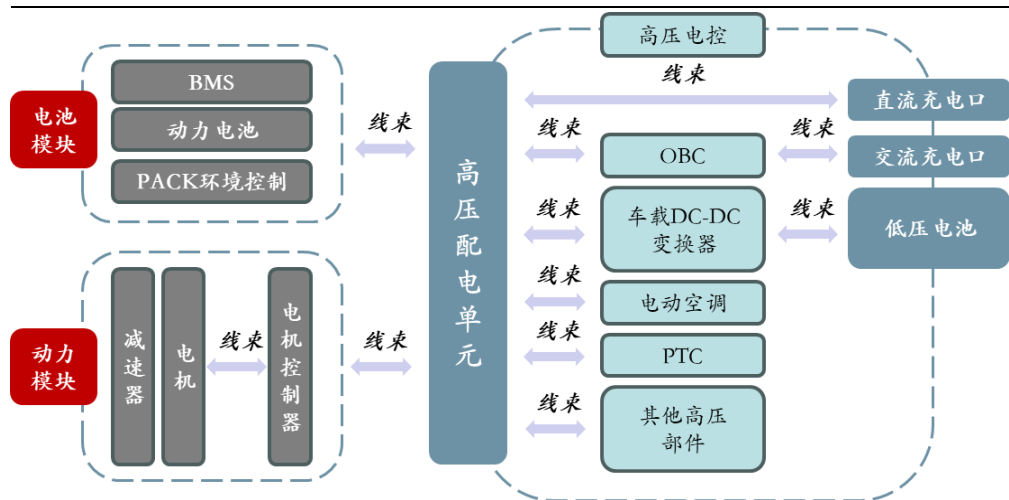 高压电控
BMS
线束
电池
模块
动力电池
线束
直流充电口
线束
线束
OBC
交流充电口
PACK环境控制
高压配电单元
线束
车载DC-DC
变换器
线束
低压电池
线束
电动空调
动力
模块
减速器
电机
线束
电机控制器
线束
线束
PTC
线束
其他高压
部件